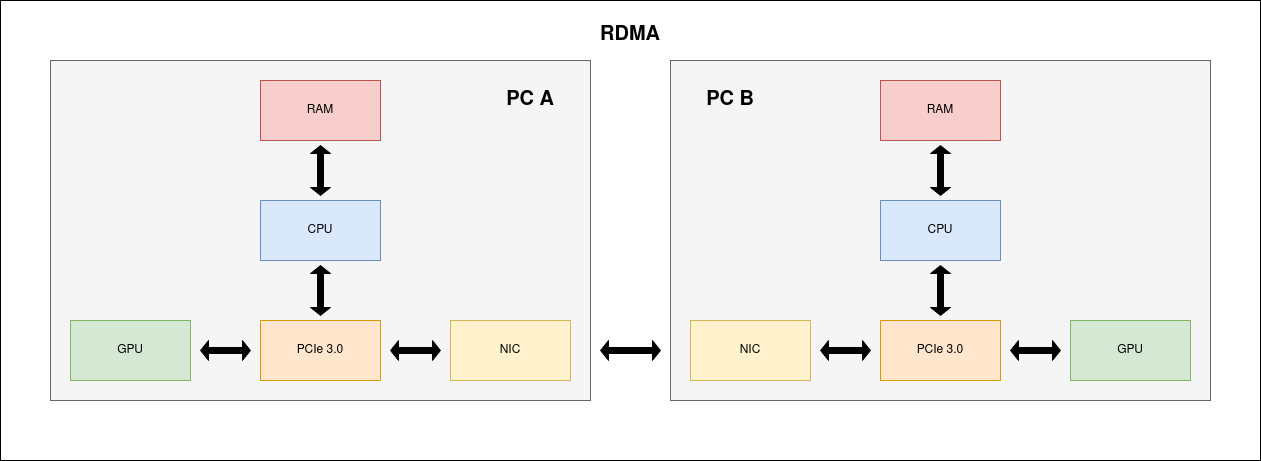 RDMA
PC A
RAM
CPU
GPU
PCIe 3.0
NIC
PC B
RAM
CPU
NIC
PCIe 3.0
GPU